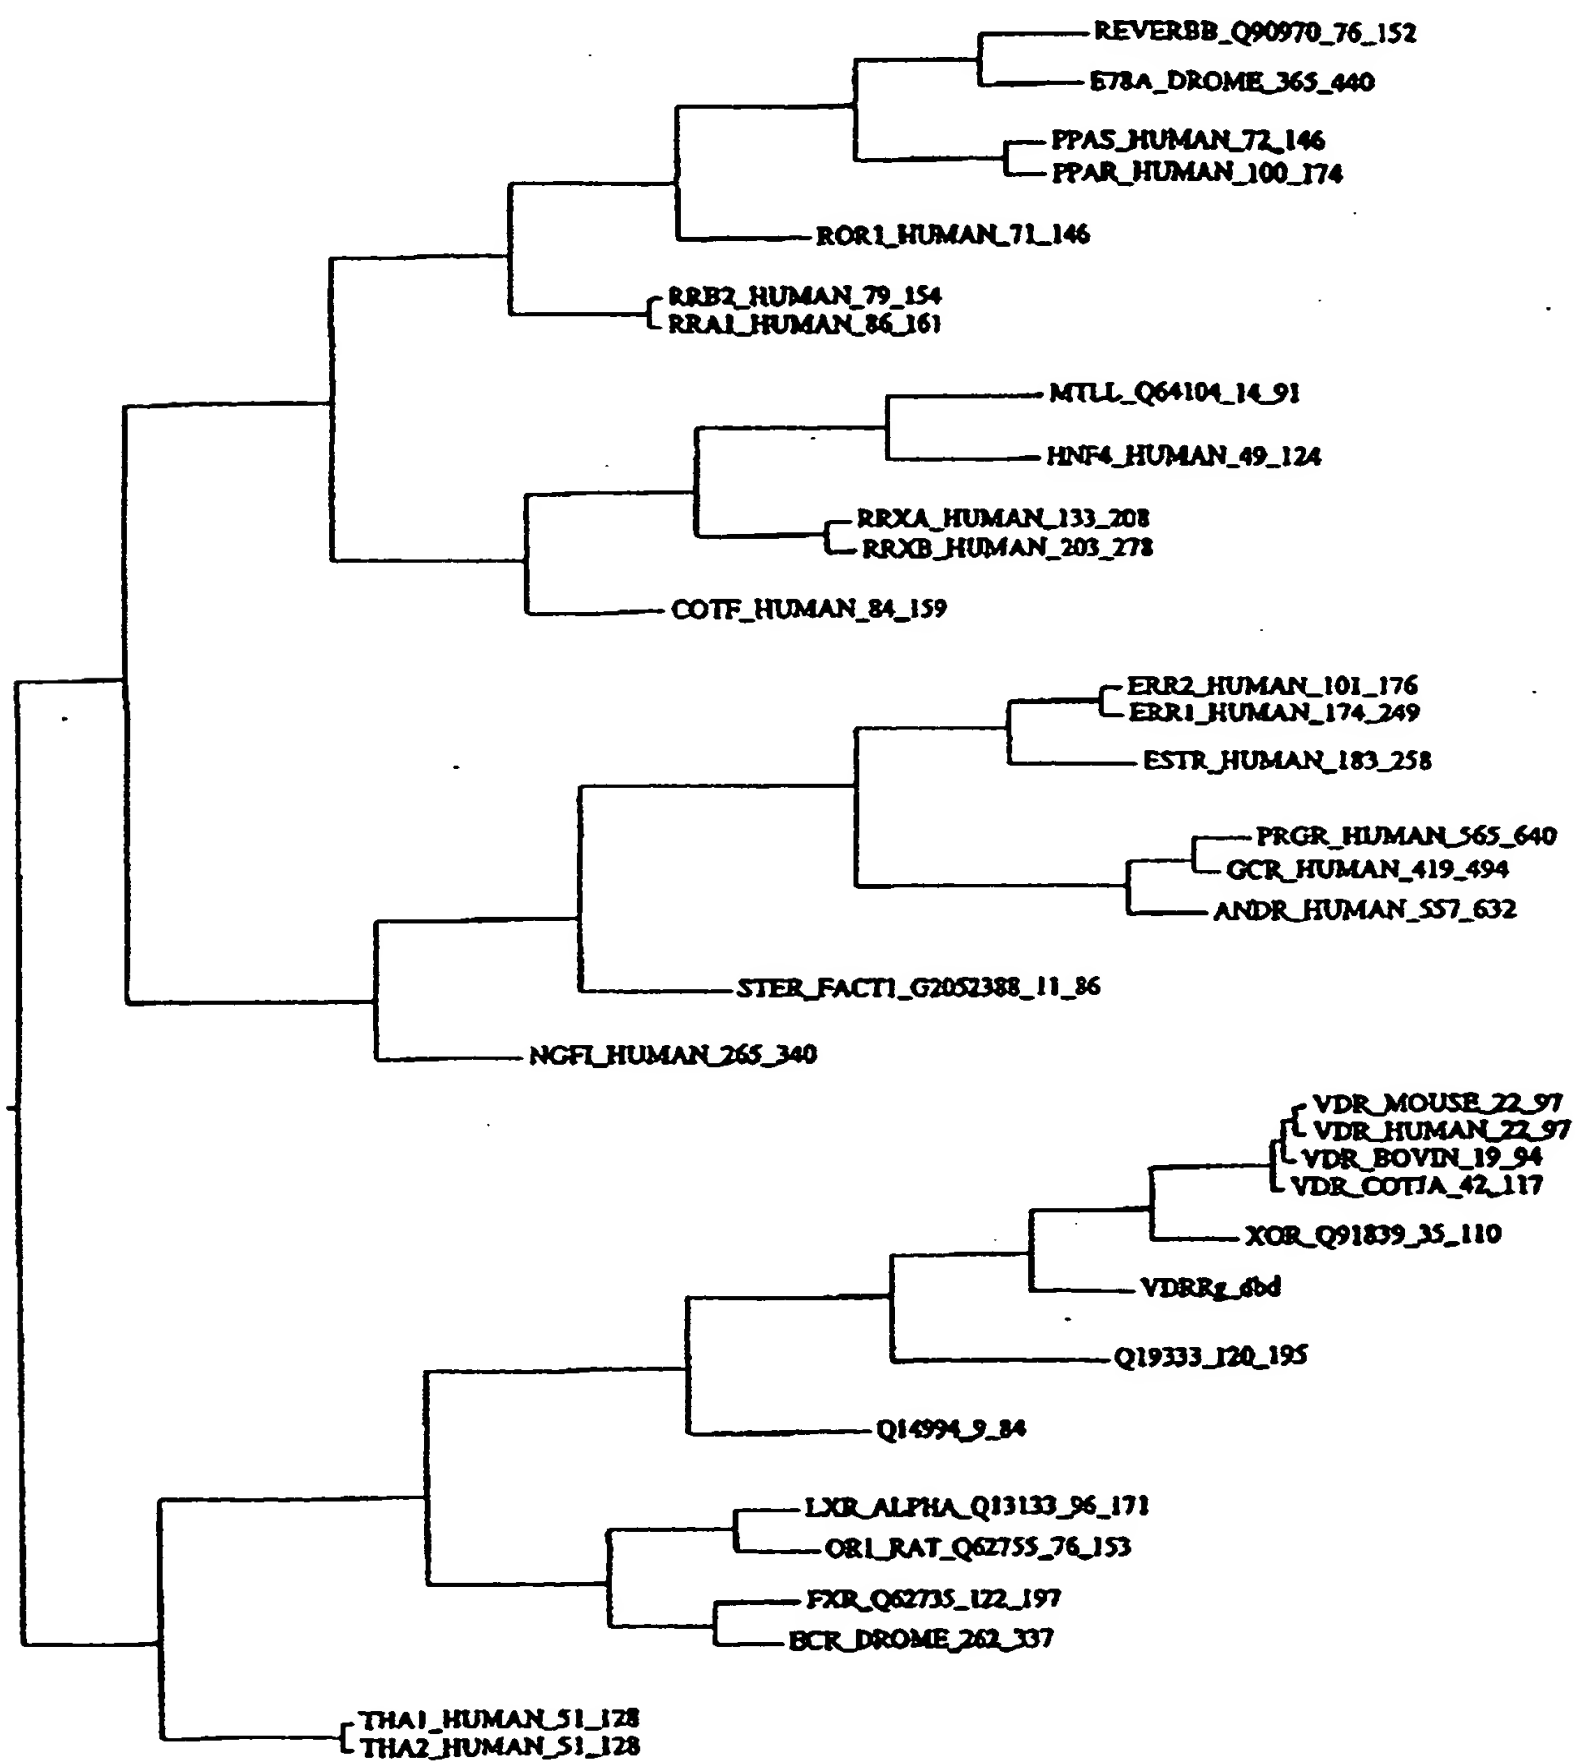 REVERBB_Q90970_76_152
E78A_DROME_365_440
PPAS_HUMAN_72_146
PPAR_HUMAN_100_174
ROR1_HUMAN_71_146
RRB2_HUMAN_79_154
RRA1_HUMAN_86_161
MTLL_Q64104_14_91
HNF4_HUMAN_49_124
RRXA_HUMAN_133_208
RRXB_HUMAN_203_278
COTF_HUMAN_84_159
ERR2_HUMAN_101_176
ERR1_HUMAN_174_249
ESTR_HUMAN_183_258
PRGR_HUMAN_565_640
GCR_HUMAN_419_494
ANDR_HUMAN_557_632
STER_FACT1_G2052388_11_86
NGFI_HUMAN_265_340
VDR_MOUSE_22_97
VDR_HUMAN_22_97
VDR_BOVIN_19_94
VDR_COTJA_42_117
XOR_Q91839_35_110
VDRRg_dbd
Q19333_120_195
Q14994_9_84
LXR_ALPHA_Q13133_96_171
OR1_RAT_Q62755_76_153
FXR_Q62735_122_197
ECR_DROME_262_337
THA1_HUMAN_51_128
THA2_HUMAN_51_128